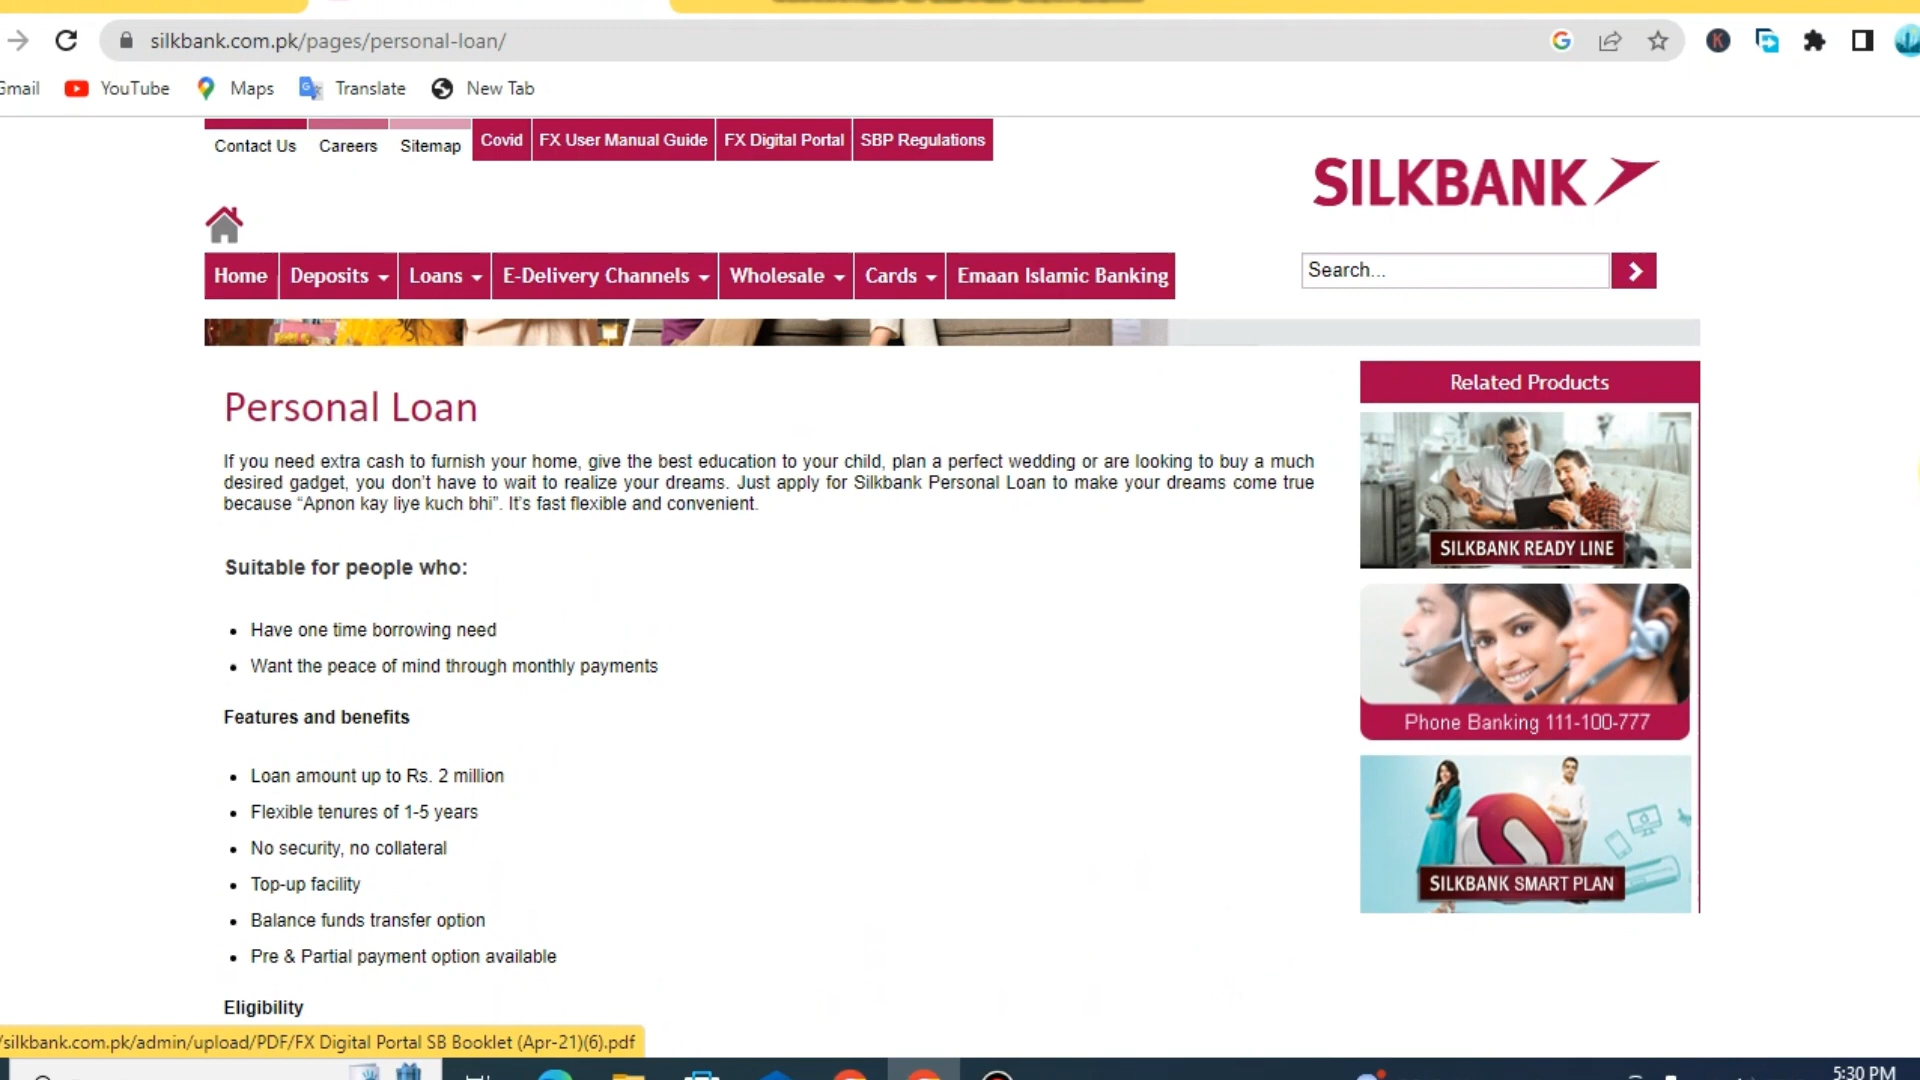 silkbank.com.pk/pages/personal-loan/
Gmail YouTube Maps Translate New Tab
Contact Us Careers Sitemap Covid FX User Manual Guide FX Digital Portal SBP Regulations
SILKBANK
Home Deposits Loans E-Delivery Channels Wholesale Cards Emaan Islamic Banking
Search...
Related Products
Personal Loan
If you need extra cash to furnish your home, give the best education to your child, plan a perfect wedding or are looking to buy a much
desired gadget, you don’t have to wait to realize your dreams. Just apply for Silkbank Personal Loan to make your dreams come true
because “Apnon kay liye kuch bhi”. It’s fast flexible and convenient.
SILKBANK READY LINE
Suitable for people who:
Have one time borrowing need
Want the peace of mind through monthly payments
Phone Banking 111-100-777
Features and benefits
Loan amount up to Rs. 2 million
Flexible tenures of 1-5 years
No security, no collateral
Top-up facility
SILKBANK SMART PLAN
Balance funds transfer option
Pre & Partial payment option available
Eligibility
/silkbank.com.pk/admin/upload/PDF/FX Digital Portal SB Booklet (Apr-21)(6).pdf
5:30 PM